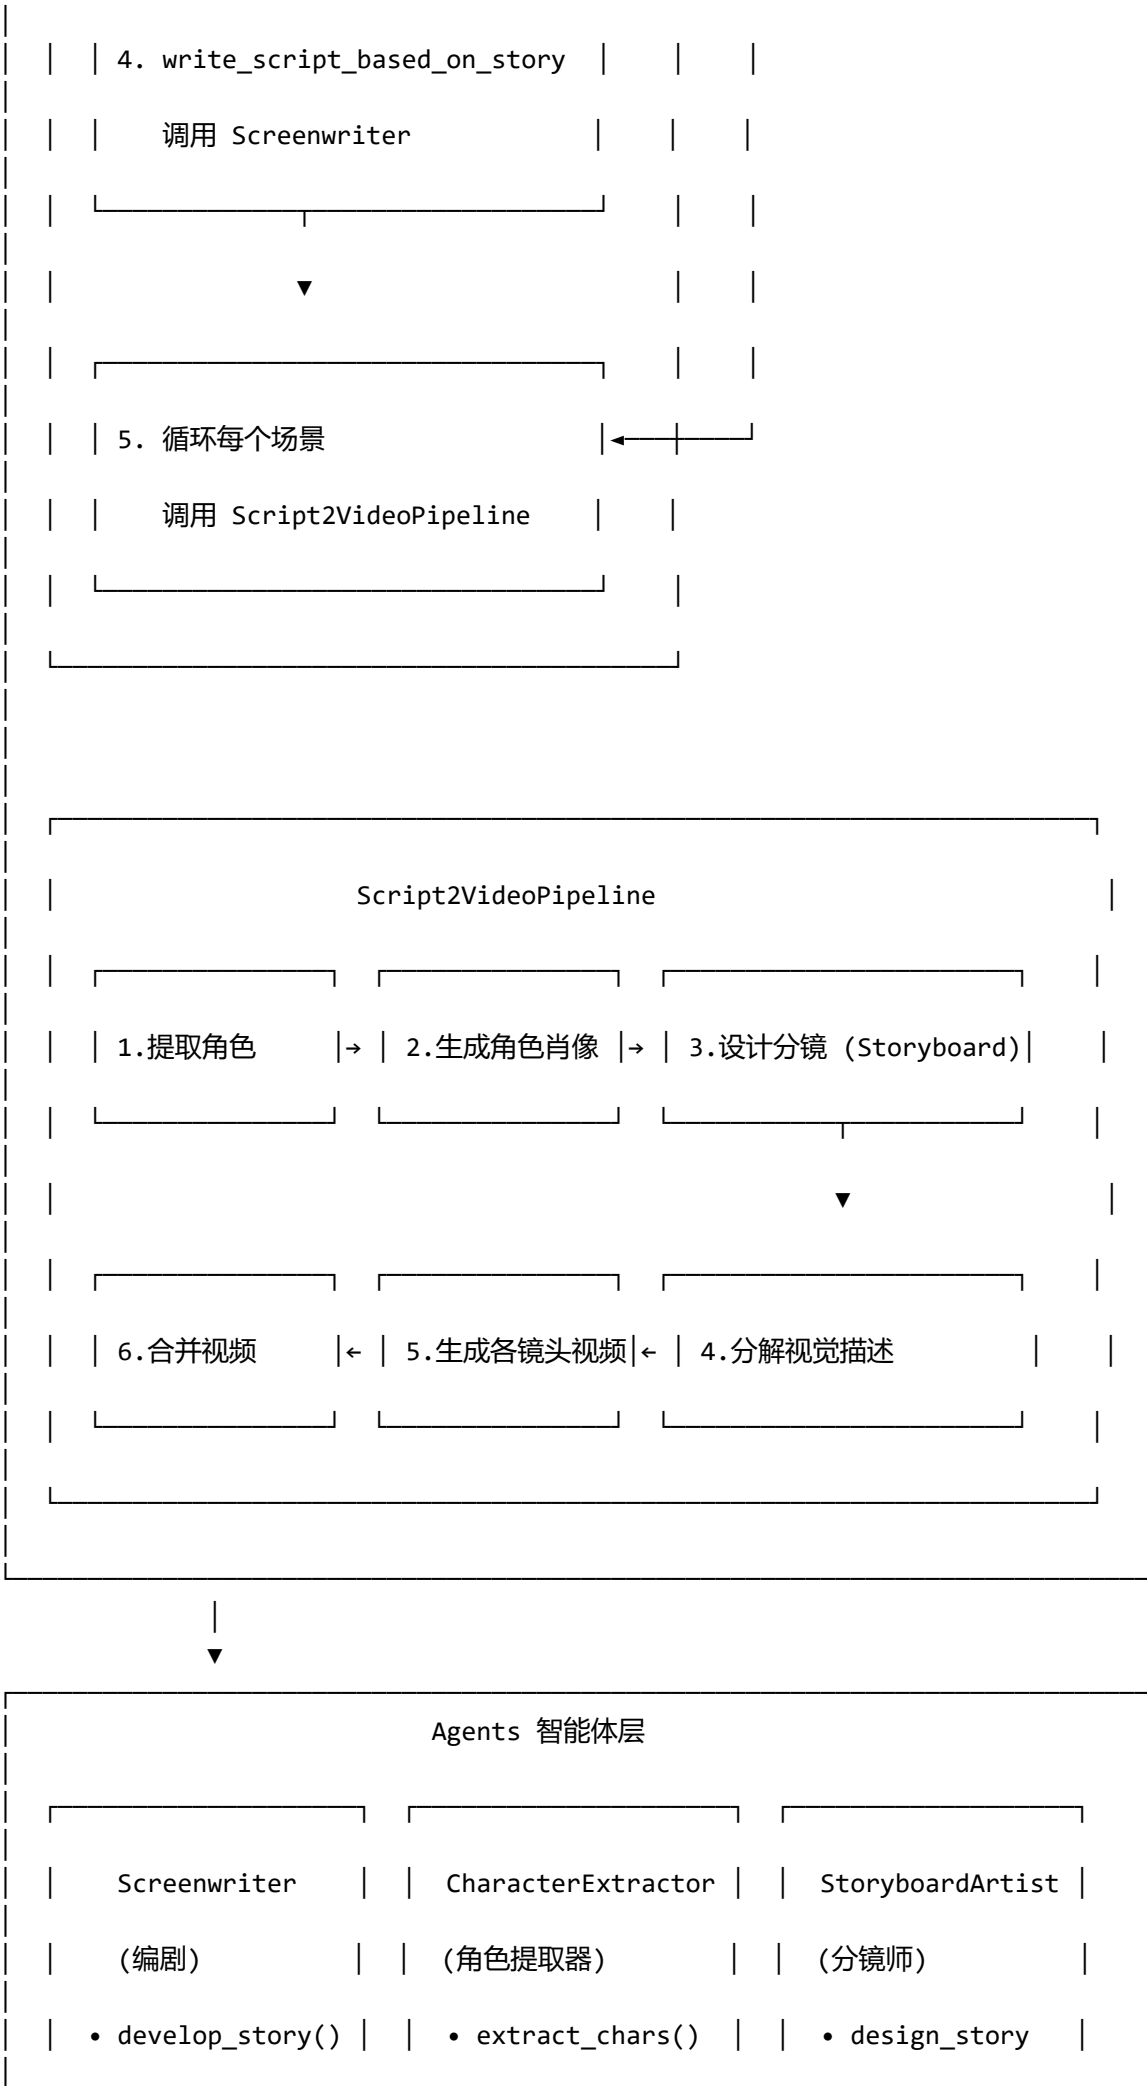 4. write_script_based_on_story
调用 Screenwriter
▼
5. 循环每个场景
调用 Script2VideoPipeline
Script2VideoPipeline
1.提取角色 → 2.生成角色肖像 → 3.设计分镜 (Storyboard)
▼
6.合并视频 ← 5.生成各镜头视频 ← 4.分解视觉描述
▼
Agents 智能体层
Screenwriter CharacterExtractor StoryboardArtist
(编剧) (角色提取器) (分镜师)
• develop_story() • extract_chars() • design_story